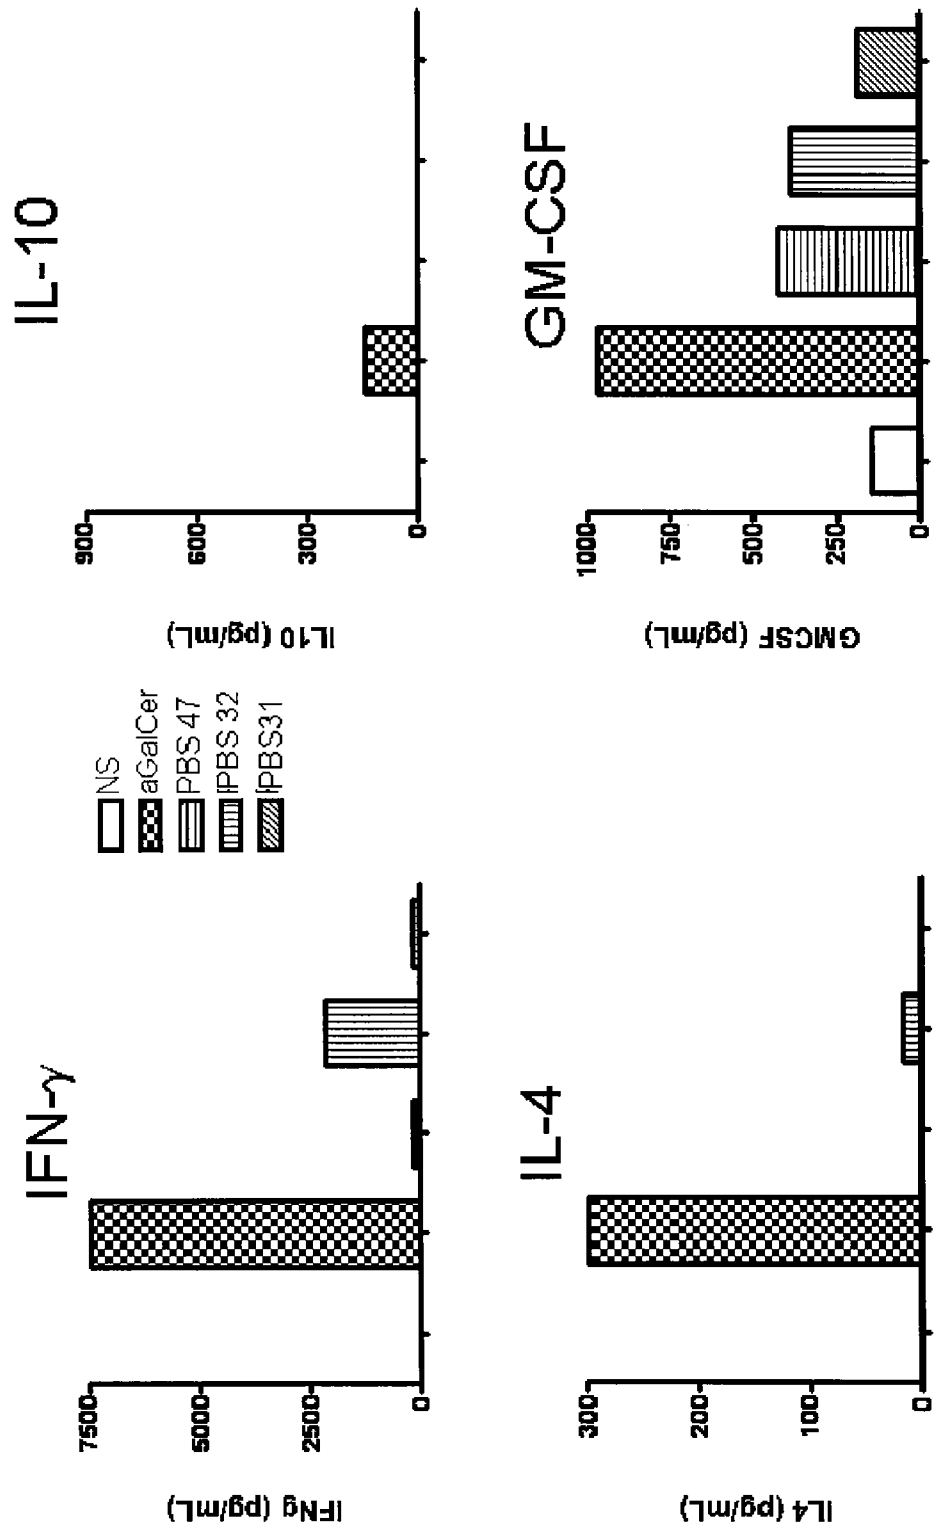 IFN-γ
IFNg (pg/mL)
7500
5000
2500
0
NS
aGalCer
PBS 47
PBS 32
PBS31
IL-10
IL10 (pg/mL)
900
600
300
0
IL-4
IL4 (pg/mL)
300
200
100
0
GM-CSF
GMCSF (pg/mL)
1000
750
500
250
0